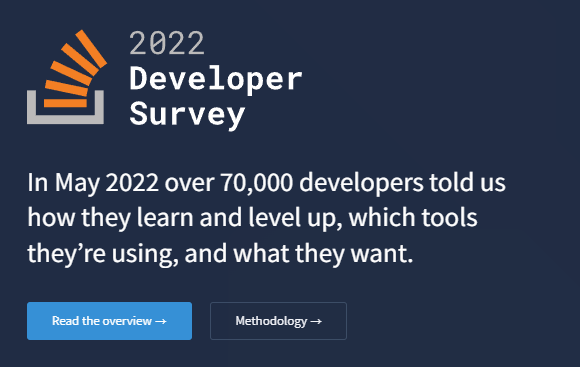 2022
Developer
Survey
In May 2022 over 70,000 developers told us
how they learn and level up, which tools
they’re using, and what they want.
Read the overview →
Methodology →